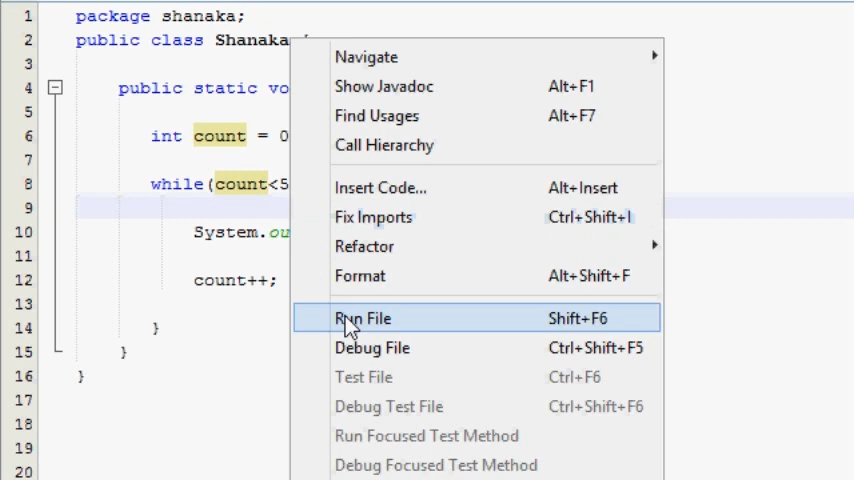 1 package shanaka;
2 public class Shanaka {
3
4 public static vo
5
6 int count = 0
7
8 while(count<5
9
10 System.ou
11
12 count++;
13
14 }
15 }
16 }
17
18
19
20
Navigate
Show Javadoc Alt+F1
Find Usages Alt+F7
Call Hierarchy
Insert Code... Alt+Insert
Fix Imports Ctrl+Shift+I
Refactor
Format Alt+Shift+F
Run File Shift+F6
Debug File Ctrl+Shift+F5
Test File Ctrl+F6
Debug Test File Ctrl+Shift+F6
Run Focused Test Method
Debug Focused Test Method